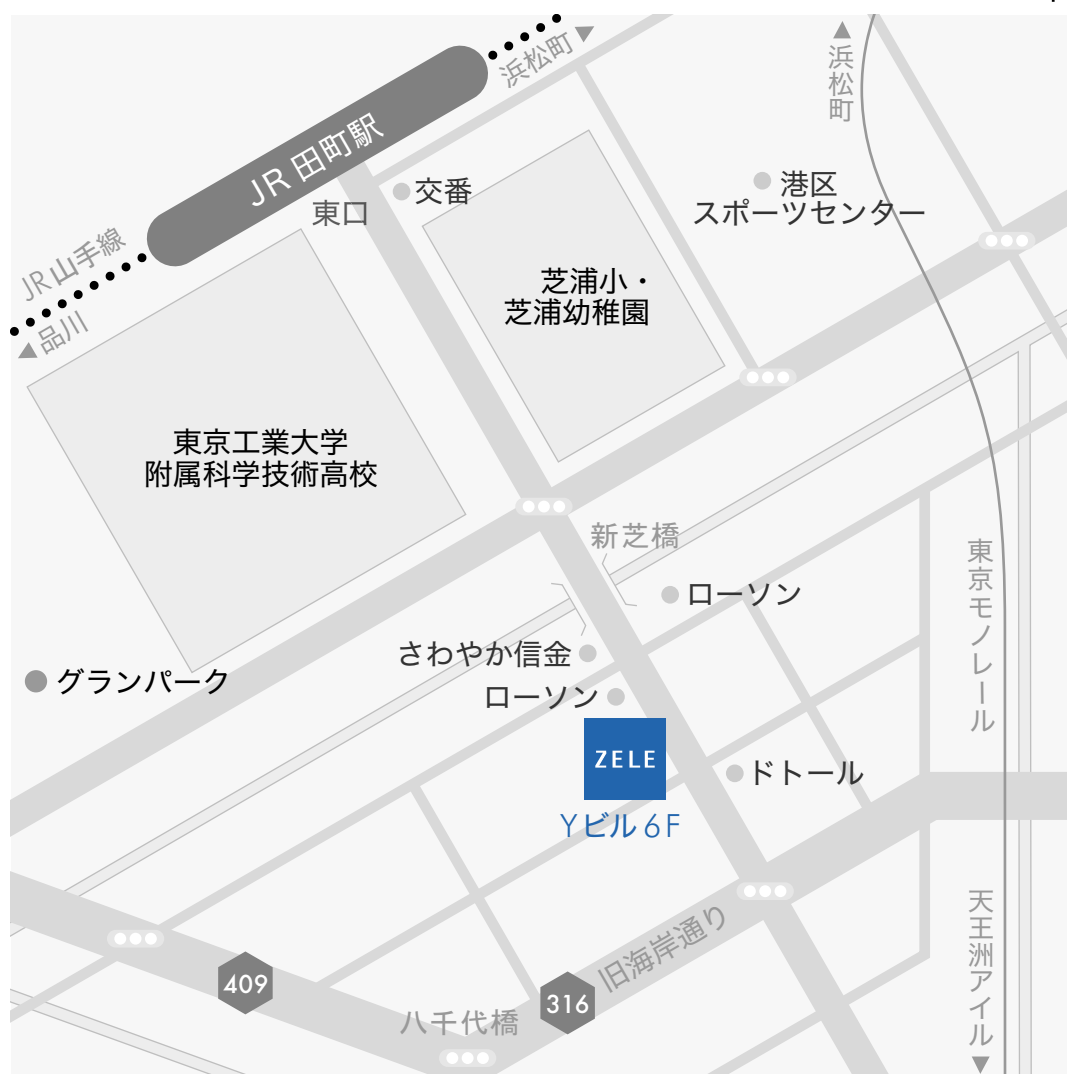 浜松町▶
▲浜松町
JR 田町駅
交番
東口
港区
スポーツセンター
JR 山手線
◀品川
芝浦小・
芝浦幼稚園
東京工業大学
附属科学技術高校
新芝橋
東京モノレール
ローソン
さわやか信金
グランパーク
ローソン
ZELE
ドトール
Yビル6F
天王洲アイル▼
旧海岸通り
409
316
八千代橋